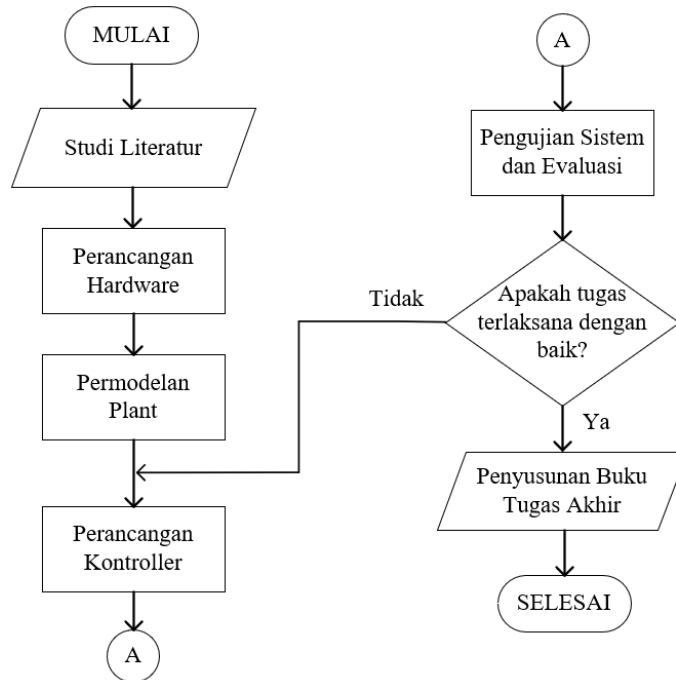 MULAI
Studi Literatur
Perancangan
Hardware
Permodelan
Plant
Perancangan
Kontroller
A
A
Pengujian Sistem
dan Evaluasi
Apakah tugas
terlaksana dengan
baik?
Tidak
Ya
Penyusunan Buku
Tugas Akhir
SELESAI